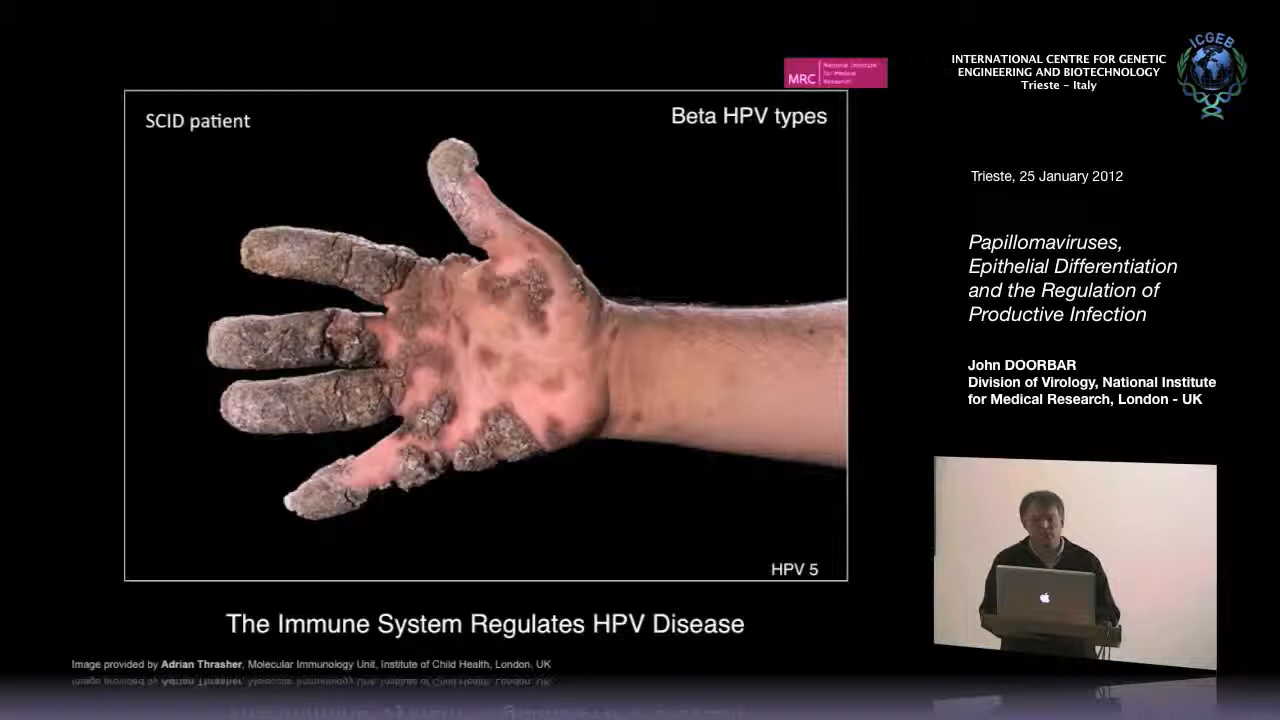 MRC
National Institute
for Medical
Research
INTERNATIONAL CENTRE FOR GENETIC
ENGINEERING AND BIOTECHNOLOGY
Trieste – Italy
ICGEB
SCID patient
Beta HPV types
HPV 5
The Immune System Regulates HPV Disease
Image provided by Adrian Thrasher, Molecular Immunology Unit, Institute of Child Health, London. UK
Trieste, 25 January 2012
Papillomaviruses,
Epithelial Differentiation
and the Regulation of
Productive Infection
John DOORBAR
Division of Virology, National Institute
for Medical Research, London - UK